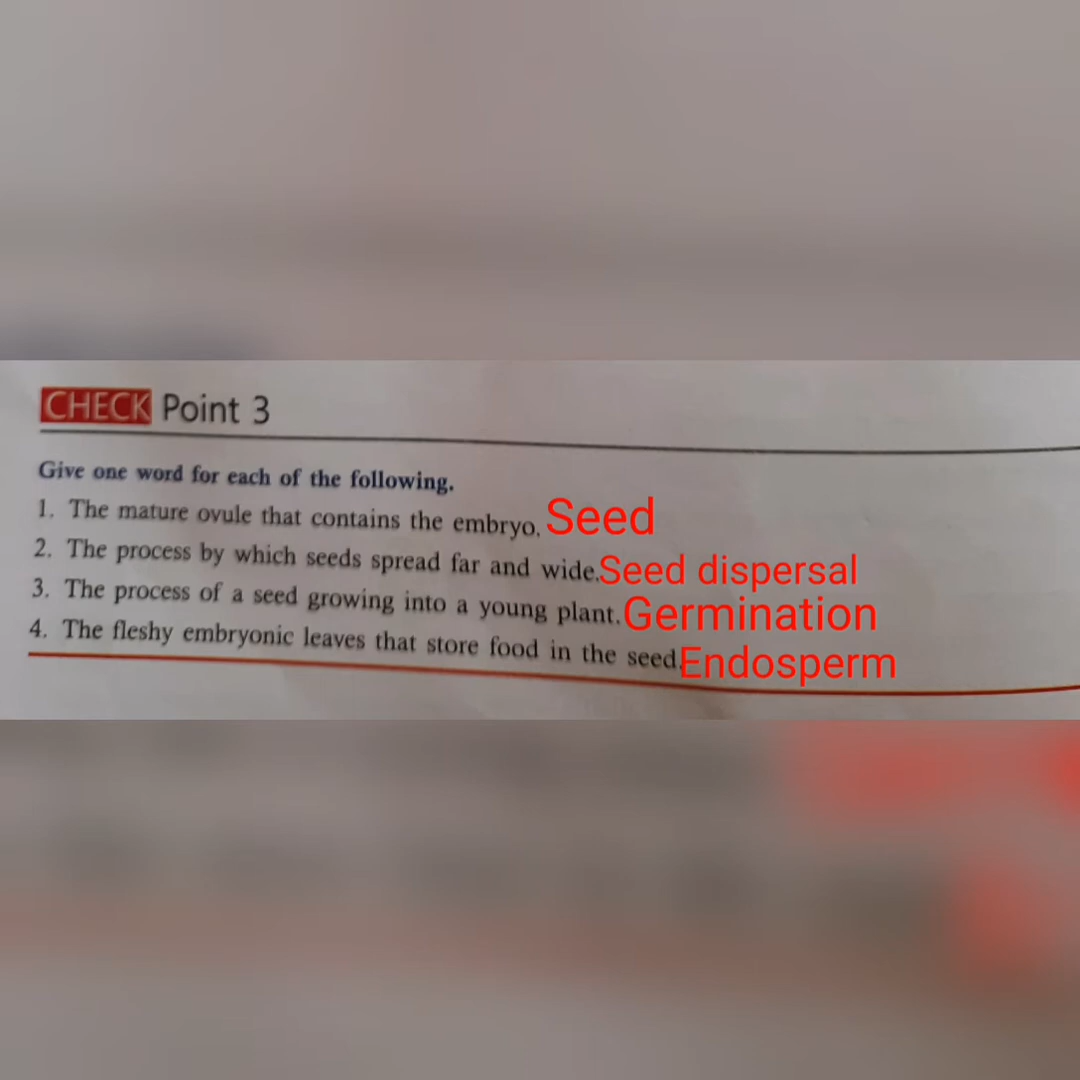 CHECK Point 3
Give one word for each of the following.
1. The mature ovule that contains the embryo. Seed
2. The process by which seeds spread far and wide. Seed dispersal
3. The process of a seed growing into a young plant. Germination
4. The fleshy embryonic leaves that store food in the seed. Endosperm